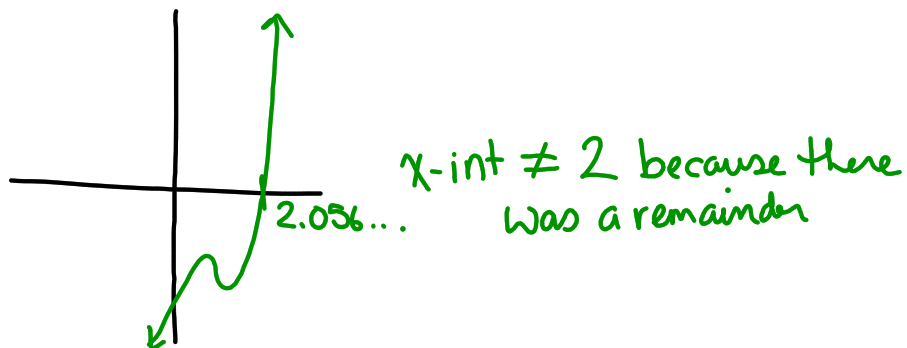 x-int ≠ 2 because there
was a remainder
2.056...